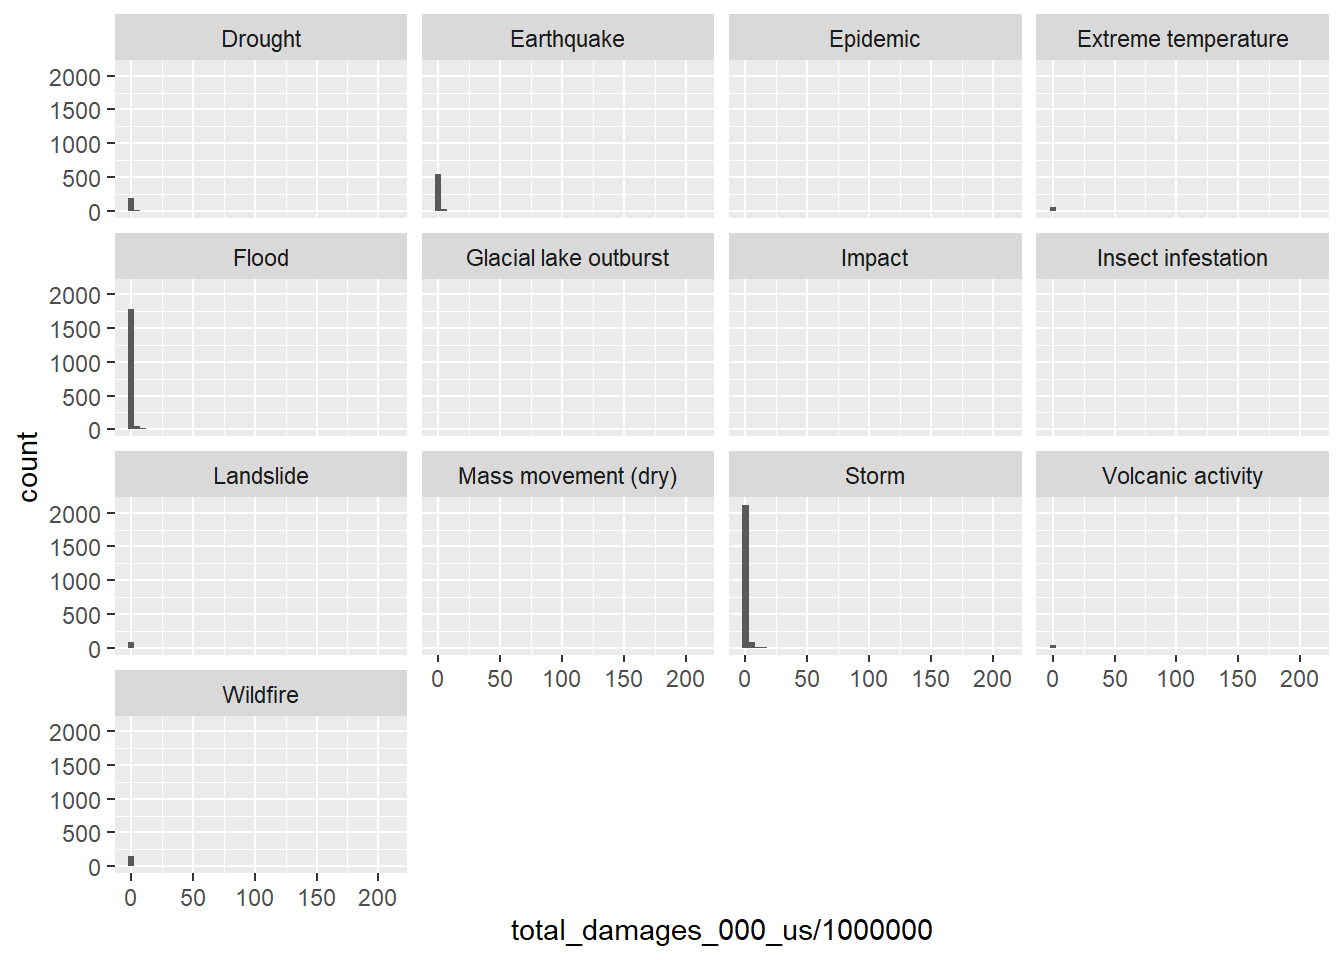 Drought Earthquake Epidemic Extreme temperature
2000
1500
1000
500
0
Flood Glacial lake outburst Impact Insect infestation
2000
1500
1000
500
0
count
Landslide Mass movement (dry) Storm Volcanic activity
2000
1500
1000
500
0
0 50 100 150 200 0 50 100 150 200 0 50 100 150 200
Wildfire
2000
1500
1000
500
0
0 50 100 150 200
total_damages_000_us/1000000